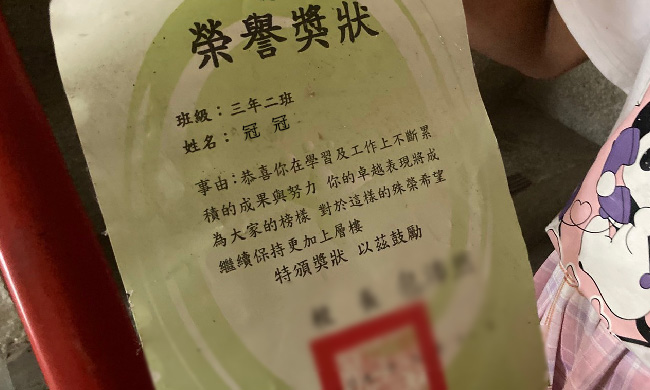 榮譽獎狀
班級：三年二班
姓名：冠冠
事由：恭喜你在學習及工作上不斷累
積的成果與努力 你的卓越表現將成
為大家的榜樣 對於這樣的殊榮希望
繼續保持更加上層樓
特頒獎狀 以茲鼓勵